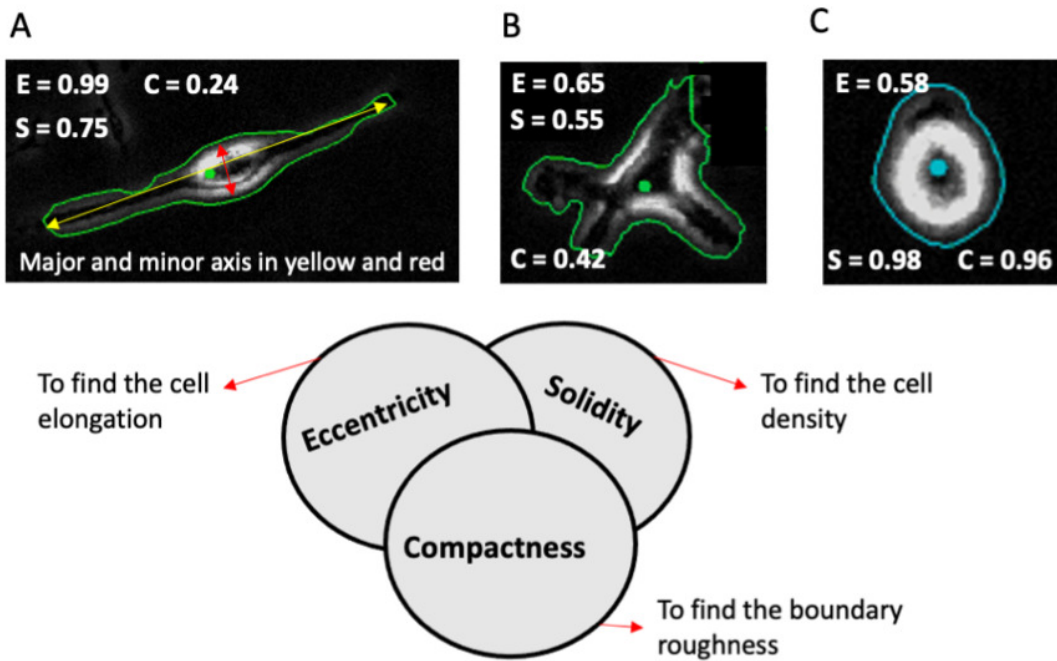 A
B
C
E = 0.99 C = 0.24
S = 0.75
Major and minor axis in yellow and red
E = 0.65
S = 0.55
C = 0.42
E = 0.58
S = 0.98 C = 0.96
To find the cell
elongation
Eccentricity
Solidity
To find the cell
density
Compactness
To find the boundary
roughness